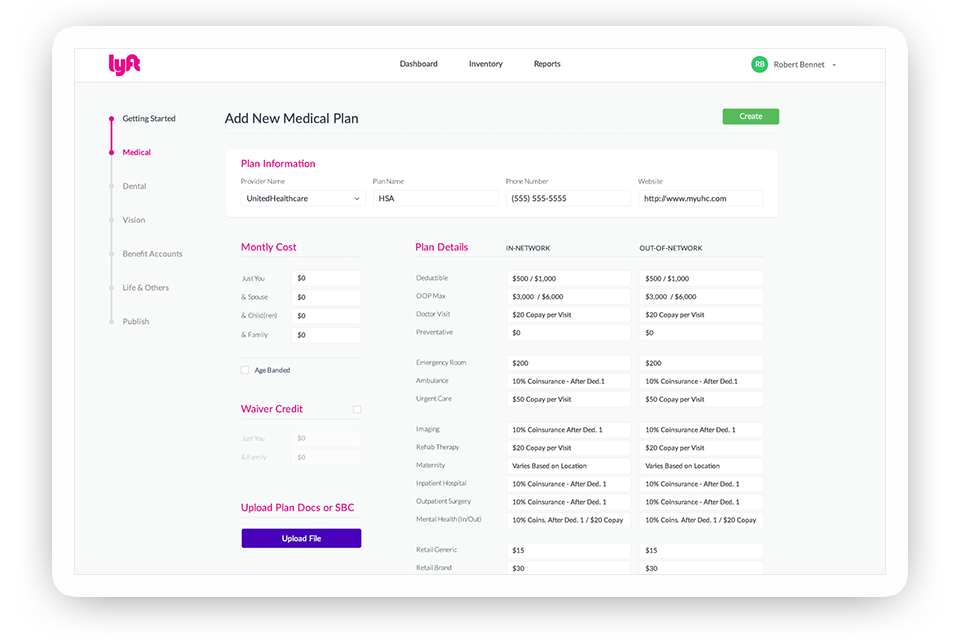 lyft
Dashboard Inventory Reports
RB Robert Bennet
Getting Started
Medical
Dental
Vision
Benefit Accounts
Life & Others
Publish
Add New Medical Plan
Create
Plan Information
Provider Name Plan Name Phone Number Website
UnitedHealthcare HSA (555) 555-5555 http://www.myuhc.com
Montly Cost
Just You $0
& Spouse $0
& Child(ren) $0
& Family $0
Age Banded
Waiver Credit
Just You $0
& Family $0
Upload Plan Docs or SBC
Upload File
Plan Details IN-NETWORK OUT-OF-NETWORK
Deductible $500 / $1,000 $500 / $1,000
OOP Max $3,000 / $6,000 $3,000 / $6,000
Doctor Visit $20 Copay per Visit $20 Copay per Visit
Preventative $0 $0
Emergency Room $200 $200
Ambulance 10% Coinsurance - After Ded.1 10% Coinsurance - After Ded.1
Urgent Care $50 Copay per Visit $50 Copay per Visit
Imaging 10% Coinsurance After Ded. 1 10% Coinsurance After Ded. 1
Rehab Therapy $20 Copay per Visit $20 Copay per Visit
Maternity Varies Based on Location Varies Based on Location
Inpatient Hospital 10% Coinsurance - After Ded. 1 10% Coinsurance - After Ded. 1
Outpatient Surgery 10% Coinsurance - After Ded. 1 10% Coinsurance - After Ded. 1
Mental Health (In/Out) 10% Coins. After Ded. 1 / $20 Copay 10% Coins. After Ded. 1 / $20 Copay
Retail Generic $15 $15
Retail Brand $30 $30